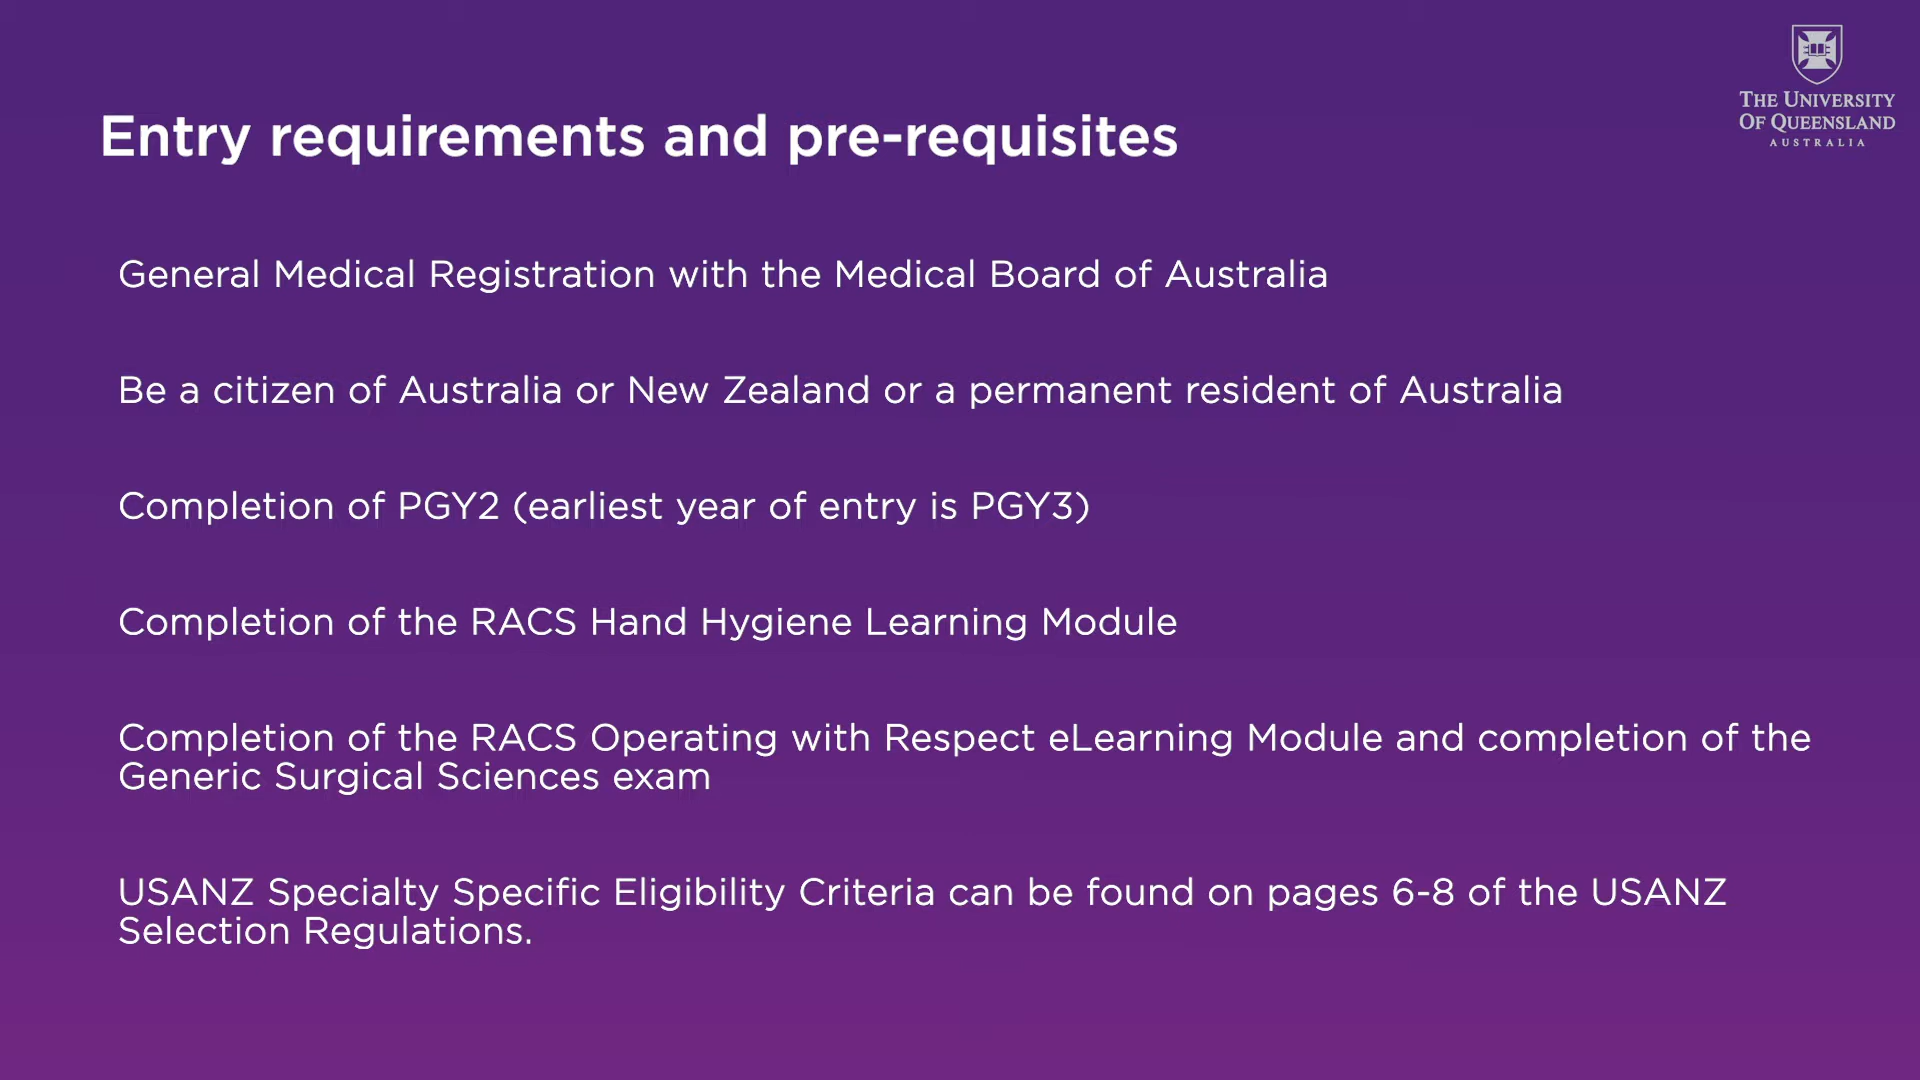 THE UNIVERSITY
OF QUEENSLAND
AUSTRALIA
Entry requirements and pre-requisites
General Medical Registration with the Medical Board of Australia
Be a citizen of Australia or New Zealand or a permanent resident of Australia
Completion of PGY2 (earliest year of entry is PGY3)
Completion of the RACS Hand Hygiene Learning Module
Completion of the RACS Operating with Respect eLearning Module and completion of the
Generic Surgical Sciences exam
USANZ Specialty Specific Eligibility Criteria can be found on pages 6-8 of the USANZ
Selection Regulations.